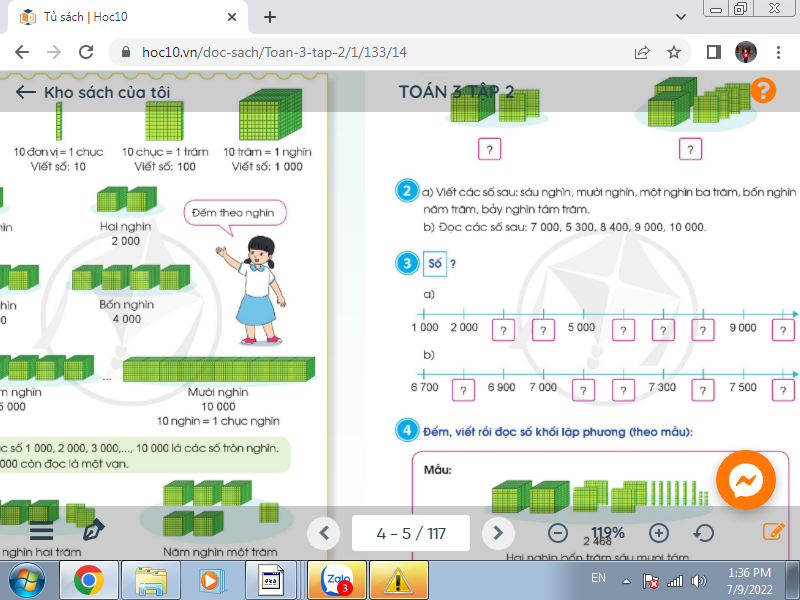 Tủ sách | Hoc10
hoc10.vn/doc-sach/Toan-3-tap-2/1/133/14
Kho sách của tôi
TOÁN 3 TẬP 2
?
10 đơn vị = 1 chục
Viết số: 10
10 chục = 1 trăm
Viết số: 100
10 trăm = 1 nghìn
Viết số: 1 000
Hai nghìn
2 000
Đếm theo nghìn
Bốn nghìn
4 000
nghìn
5 000
...
Mười nghìn
10 000
10 nghìn = 1 chục nghìn
số 1 000, 2 000, 3 000,..., 10 000 là các số tròn nghìn.
000 còn đọc là một vạn.
nghìn hai trăm
Năm nghìn một trăm
?
?
2
a) Viết các số sau: sáu nghìn, mười nghìn, một nghìn ba trăm, bốn nghìn
năm trăm, bảy nghìn tám trăm.
b) Đọc các số sau: 7 000, 5 300, 8 400, 9 000, 10 000.
3 Số ?
a)
1 000 2 000 ? ? 5 000 ? ? ? 9 000 ?
b)
6 700 ? 6 900 7 000 ? ? 7 300 ? 7 500 ?
4 Đếm, viết rồi đọc số khối lập phương (theo mẫu):
Mẫu:
2 468
Hai nghìn bốn trăm sáu mươi tám
4 - 5 / 117
119%
Zalo
3
EN
1:36 PM
7/9/2022